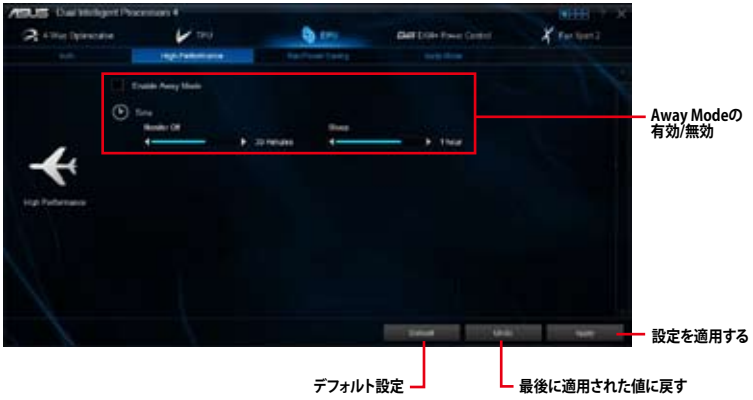 ASUS Dual Intelligent Processors 4
4-Way Optimization
TPU
EPU
DIGI+ Power Control
Fan Xpert 2
Auto
High Performance
Max Power Saving
Away Mode
Enable Away Mode
Time
Monitor Off
Sleep
20 minutes
1 hour
High Performance
Default
Undo
Apply
Away Modeの
有効/無効
設定を適用する
デフォルト設定
最後に適用された値に戻す